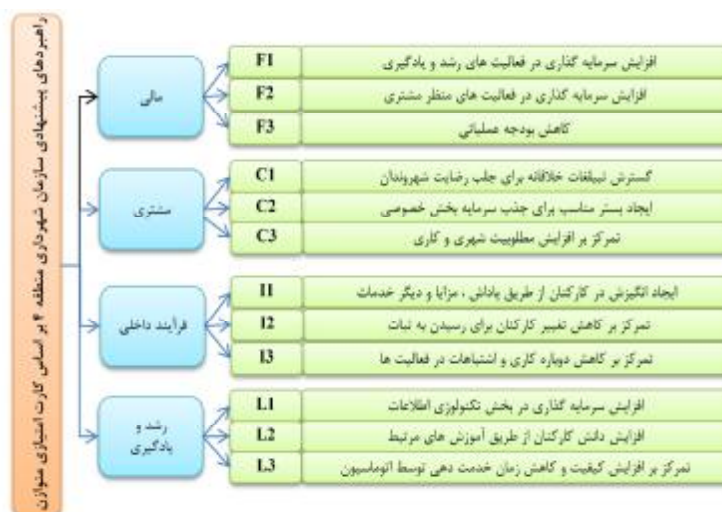 راهبردهای پیشنهادی سازمان شهرداری منطقه ۴ بر اساس کارت امتیازی متوازن
مالی
F1 افزایش سرمایه گذاری در فعالیت های رشد و یادگیری
F2 افزایش سرمایه گذاری در فعالیت های منظر مشتری
F3 کاهش بودجه عملیاتی
مشتری
C1 گسترش تبیلغات خلاقانه برای جلب رضایت شهروندان
C2 ایجاد بستر مناسب برای جذب سرمایه بخش خصوصی
C3 تمرکز بر افزایش مطلوبیت شهری و کاری
فرآیند داخلی
I1 ایجاد انگیزش در کارکنان از طریق پاداش ، مزایا و دیگر خدمات
I2 تمرکز بر کاهش تغییر کارکنان برای رسیدن به ثبات
I3 تمرکز بر کاهش دوباره کاری و اشتباهات در فعالیت ها
رشد و
یادگیری
L1 افزایش سرمایه گذاری در بخش تکنولوژی اطلاعات
L2 افزایش دانش کارکنان از طریق آموزش های مرتبط
L3 تمرکز بر افزایش کیفیت و کاهش زمان خدمت دهی توسط اتوماسیون